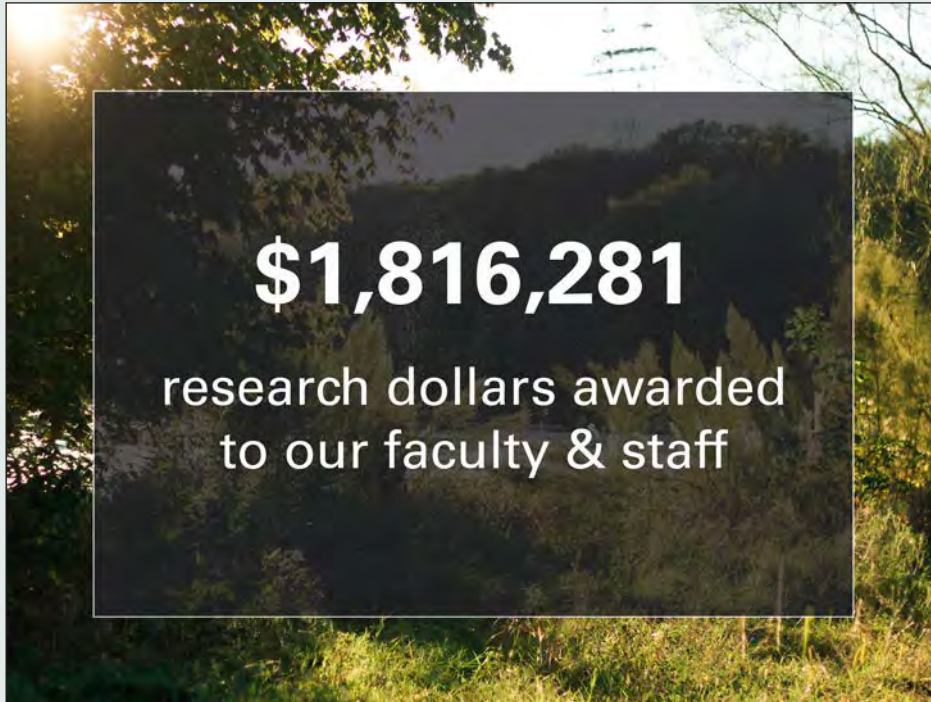 $1,816,281
research dollars awarded
to our faculty & staff